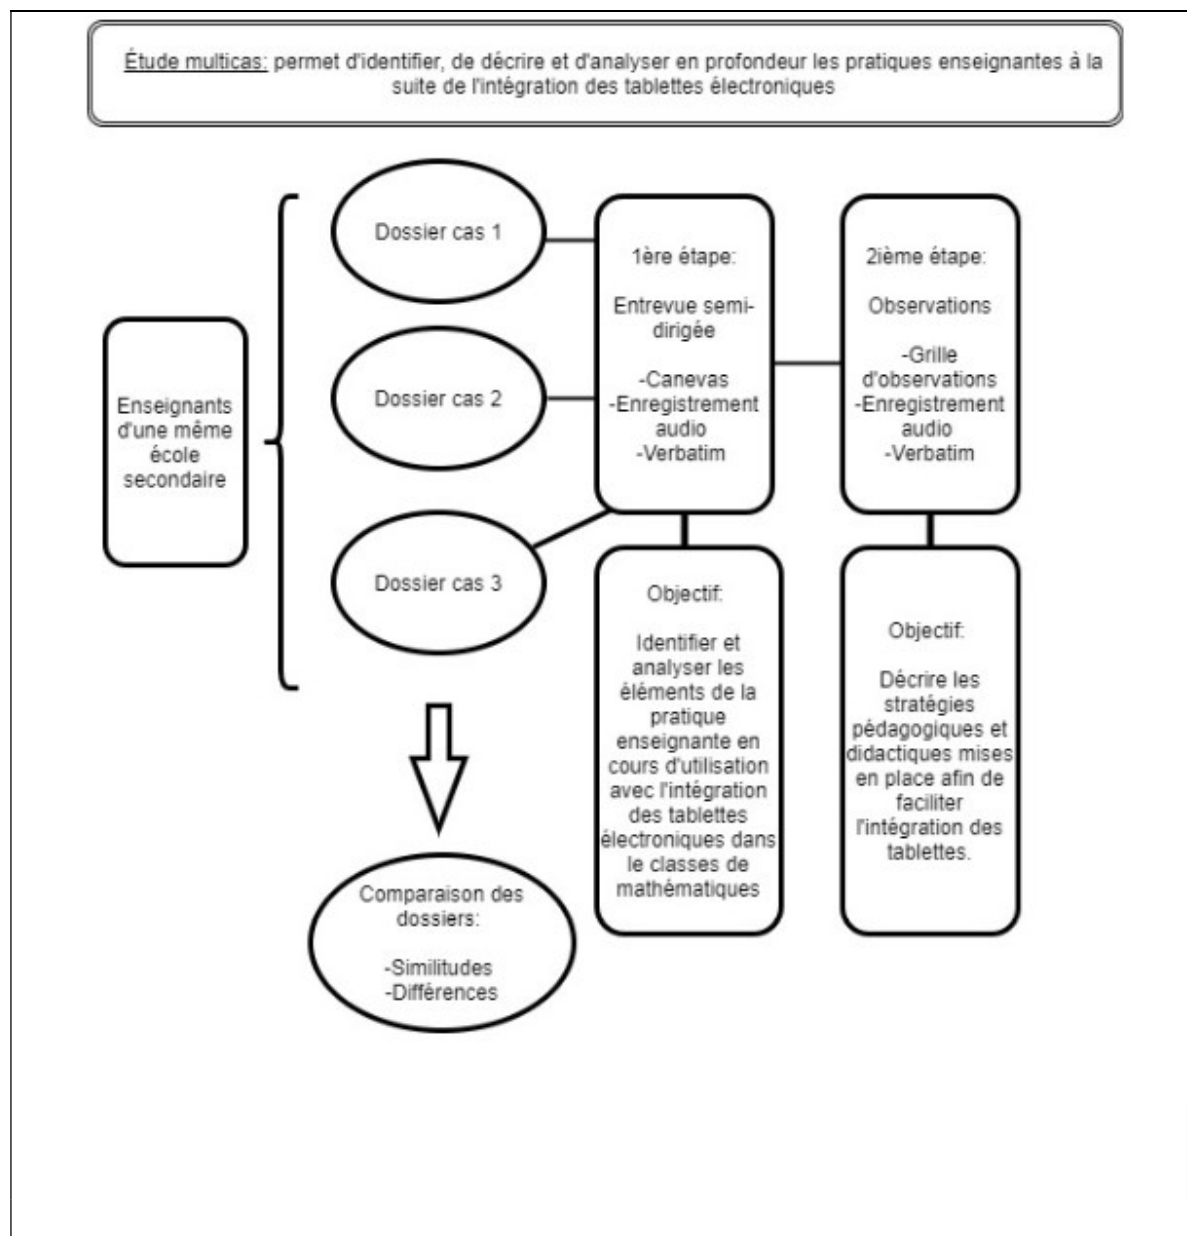 Étude multicas: permet d'identifier, de décrire et d'analyser en profondeur les pratiques enseignantes à la
suite de l'intégration des tablettes électroniques
Enseignants
d'une même
école
secondaire
Dossier cas 1
Dossier cas 2
Dossier cas 3
1ère étape:
Entrevue semi-
dirigée
-Canevas
-Enregistrement
audio
-Verbatim
2ième étape:
Observations
-Grille
d'observations
-Enregistrement
audio
-Verbatim
Objectif:
Identifier et
analyser les
éléments de la
pratique
enseignante en
cours d'utilisation
avec l'intégration
des tablettes
électroniques dans
le classes de
mathématiques
Objectif:
Décrire les
stratégies
pédagogiques et
didactiques mises
en place afin de
faciliter
l'intégration des
tablettes.
Comparaison des
dossiers:
-Similitudes
-Différences